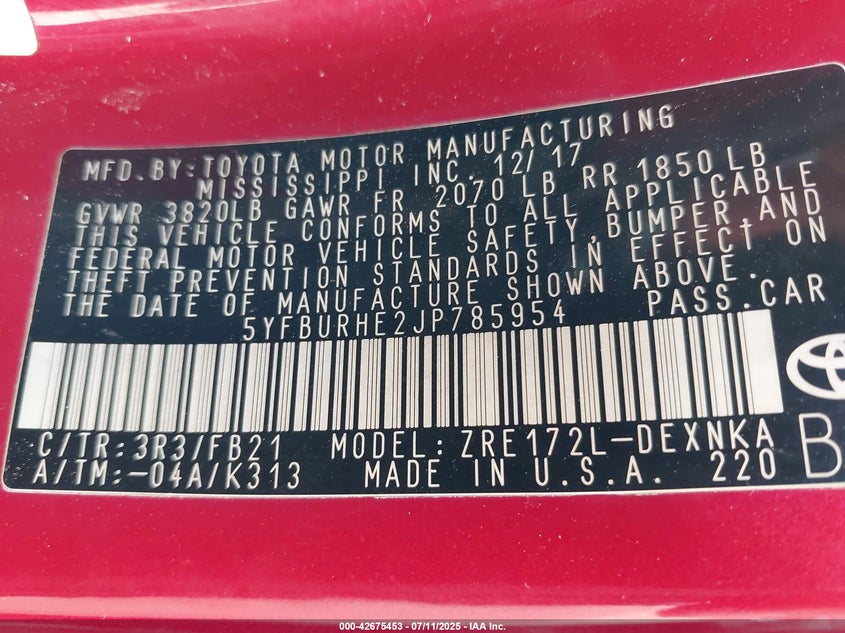 MFD.BY:TOYOTA MOTOR MANUFACTURING
MISSISSIPPI INC. 12/17
GVWR 3820LB GAWR FR 2070 LB RR 1850 LB
THIS VEHICLE CONFORMS TO ALL APPLICABLE
FEDERAL MOTOR VEHICLE SAFETY,BUMPER,AND
THEFT PREVENTION STANDARDS IN EFFECT ON
THE DATE OF MANUFACTURE SHOWN ABOVE.
5YFBURHE2JP785954 PASS.CAR
C/TR:3R3/FB21 MODEL:ZRE172L-DEXNKA
A/TM:-04A/K313 MADE IN U.S.A. 220
B
000-42675453 - 07/11/2025 - IAA Inc.